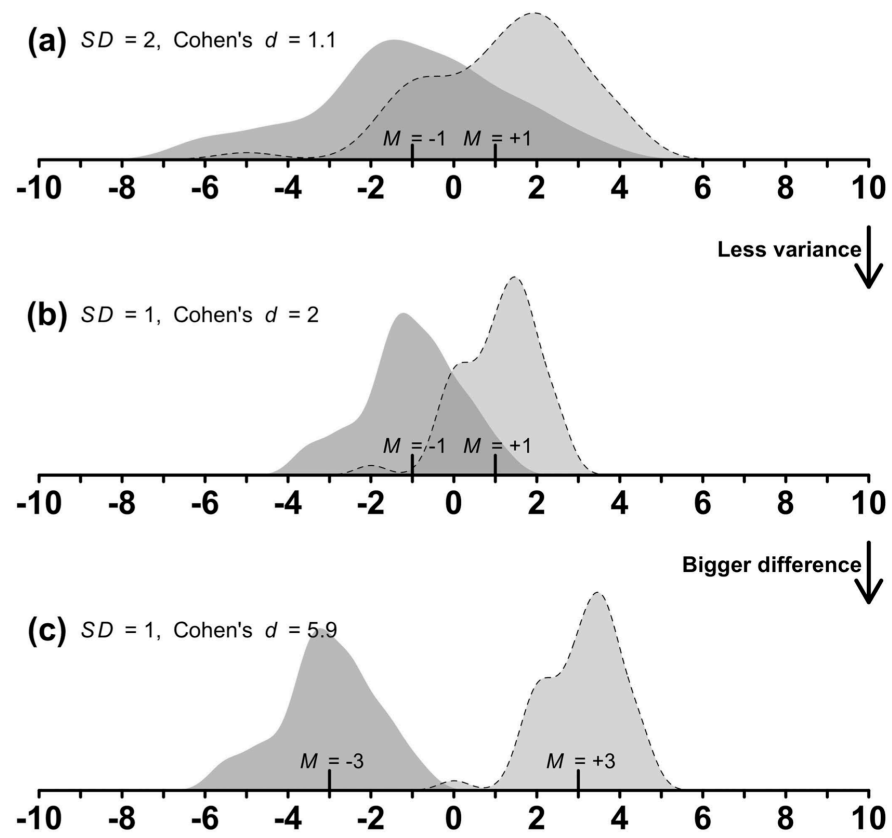 (a) SD = 2, Cohen's d = 1.1
M = -1 M = +1
-10 -8 -6 -4 -2 0 2 4 6 8 10
Less variance
(b) SD = 1, Cohen's d = 2
M = -1 M = +1
-10 -8 -6 -4 -2 0 2 4 6 8 10
Bigger difference
(c) SD = 1, Cohen's d = 5.9
M = -3 M = +3
-10 -8 -6 -4 -2 0 2 4 6 8 10